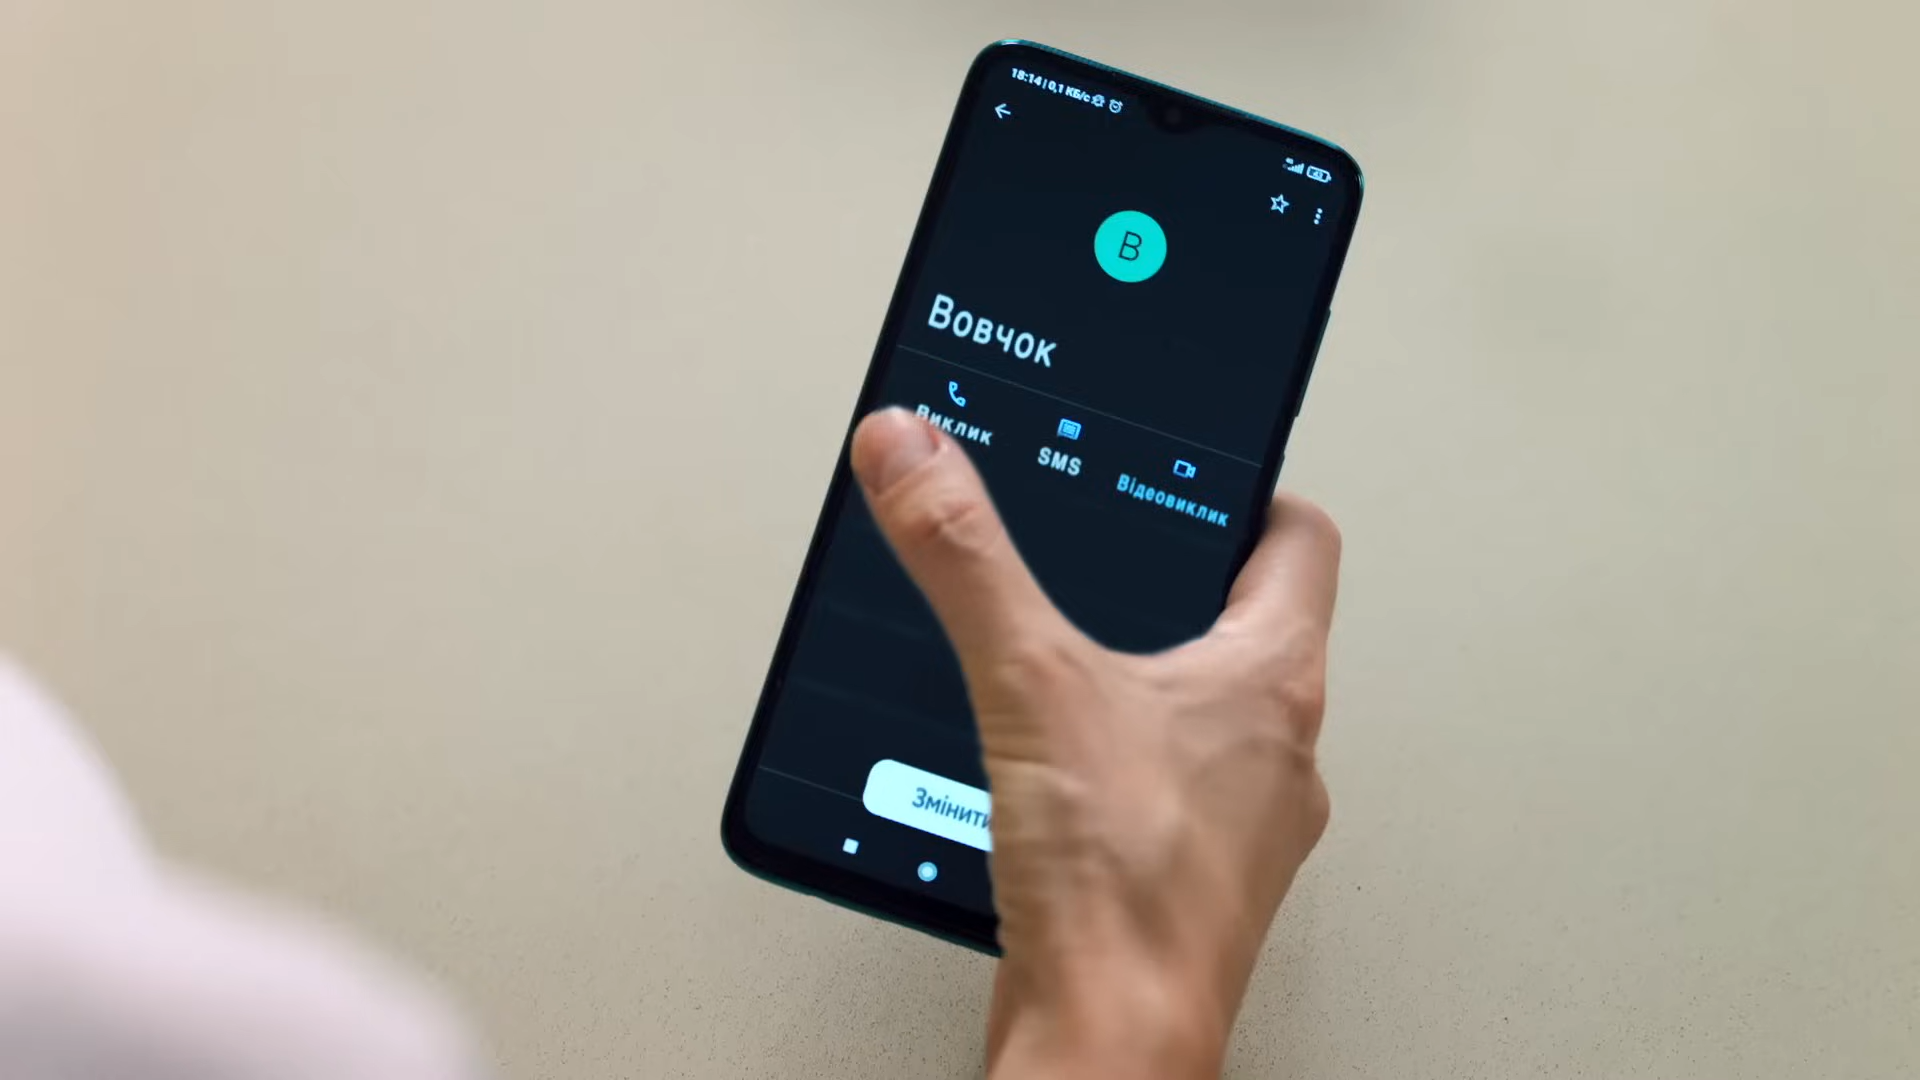 18:14 | 0,1 КБ/с
В
Вовчок
Виклик
SMS
Відеовиклик
Змінити